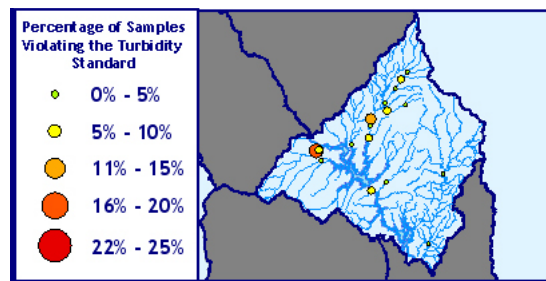 Percentage of Samples
Violating the Turbidity
Standard
0% - 5%
5% - 10%
11% - 15%
16% - 20%
22% - 25%